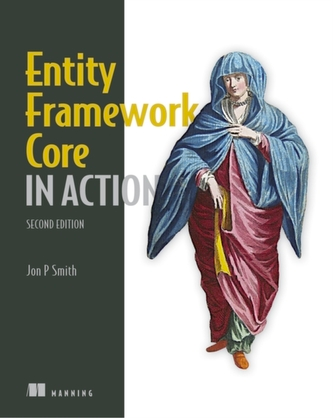 Entity
Framework
Core
IN ACTION
SECOND EDITION
Jon P Smith
MANNING